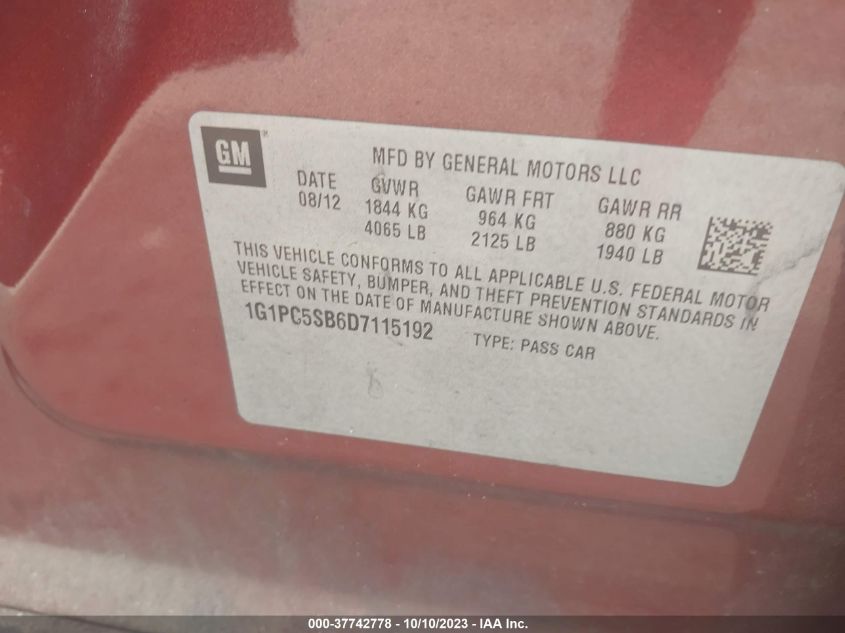 GM®
MFD BY GENERAL MOTORS LLC
DATE GVWR GAWR FRT GAWR RR
08/12 1844 KG 964 KG 880 KG
4065 LB 2125 LB 1940 LB
THIS VEHICLE CONFORMS TO ALL APPLICABLE U.S. FEDERAL MOTOR
VEHICLE SAFETY, BUMPER, AND THEFT PREVENTION STANDARDS IN
EFFECT ON THE DATE OF MANUFACTURE SHOWN ABOVE.
1G1PC5SB6D7115192 TYPE: PASS CAR
000-37742778 - 10/10/2023 - IAA Inc.